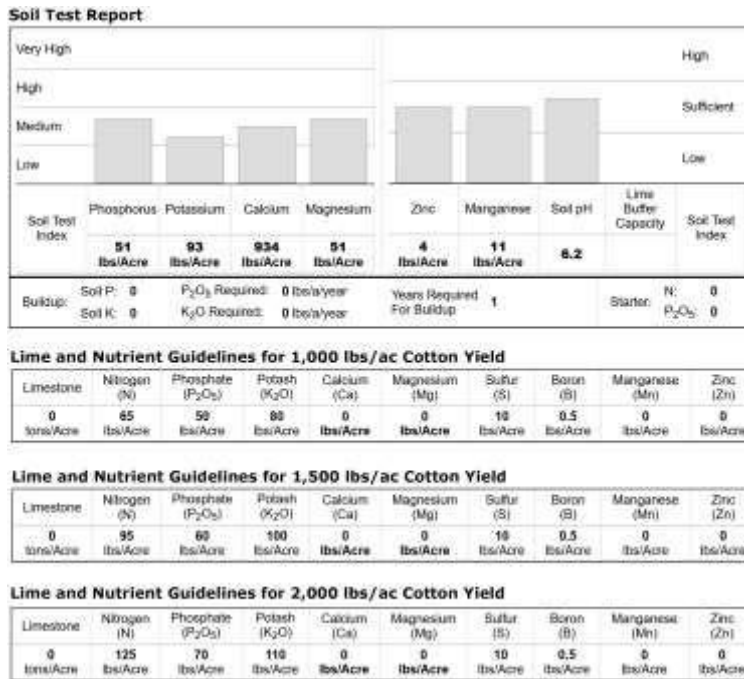 Soil Test Report
Very High
High
Medium
Low
High
Sufficient
Low
Soil Test Index Phosphorus Potassium Calcium Magnesium Zinc Manganese Soil pH Lime Buffer Capacity Soil Test Index
51 lbs/Acre 93 lbs/Acre 934 lbs/Acre 51 lbs/Acre 4 lbs/Acre 11 lbs/Acre 6.2
Buildup: Soil P: 0 P₂O₅ Required: 0 lbs/a/year Years Required For Buildup 1 Starter: N: 0
Soil K: 0 K₂O Required: 0 lbs/a/year P₂O₅: 0
Lime and Nutrient Guidelines for 1,000 lbs/ac Cotton Yield
Limestone Nitrogen (N) Phosphate (P₂O₅) Potash (K₂O) Calcium (Ca) Magnesium (Mg) Sulfur (S) Boron (B) Manganese (Mn) Zinc (Zn)
0 65 50 80 0 0 10 0.5 0 0
tons/Acre lbs/Acre lbs/Acre lbs/Acre lbs/Acre lbs/Acre lbs/Acre lbs/Acre lbs/Acre lbs/Acre
Lime and Nutrient Guidelines for 1,500 lbs/ac Cotton Yield
Limestone Nitrogen (N) Phosphate (P₂O₅) Potash (K₂O) Calcium (Ca) Magnesium (Mg) Sulfur (S) Boron (B) Manganese (Mn) Zinc (Zn)
0 95 60 100 0 0 10 0.5 0 0
tons/Acre lbs/Acre lbs/Acre lbs/Acre lbs/Acre lbs/Acre lbs/Acre lbs/Acre lbs/Acre lbs/Acre
Lime and Nutrient Guidelines for 2,000 lbs/ac Cotton Yield
Limestone Nitrogen (N) Phosphate (P₂O₅) Potash (K₂O) Calcium (Ca) Magnesium (Mg) Sulfur (S) Boron (B) Manganese (Mn) Zinc (Zn)
0 125 70 110 0 0 10 0.5 0 0
tons/Acre lbs/Acre lbs/Acre lbs/Acre lbs/Acre lbs/Acre lbs/Acre lbs/Acre lbs/Acre lbs/Acre